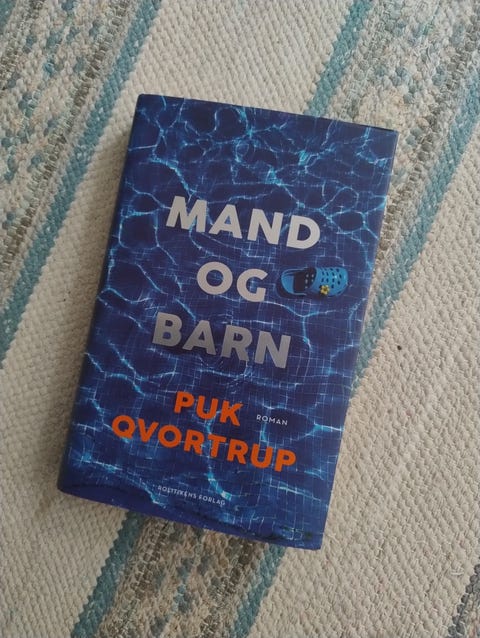 MAND
OG
BARN
PUK
ROMAN
QVORTRUP
POLITIKENS FORLAG